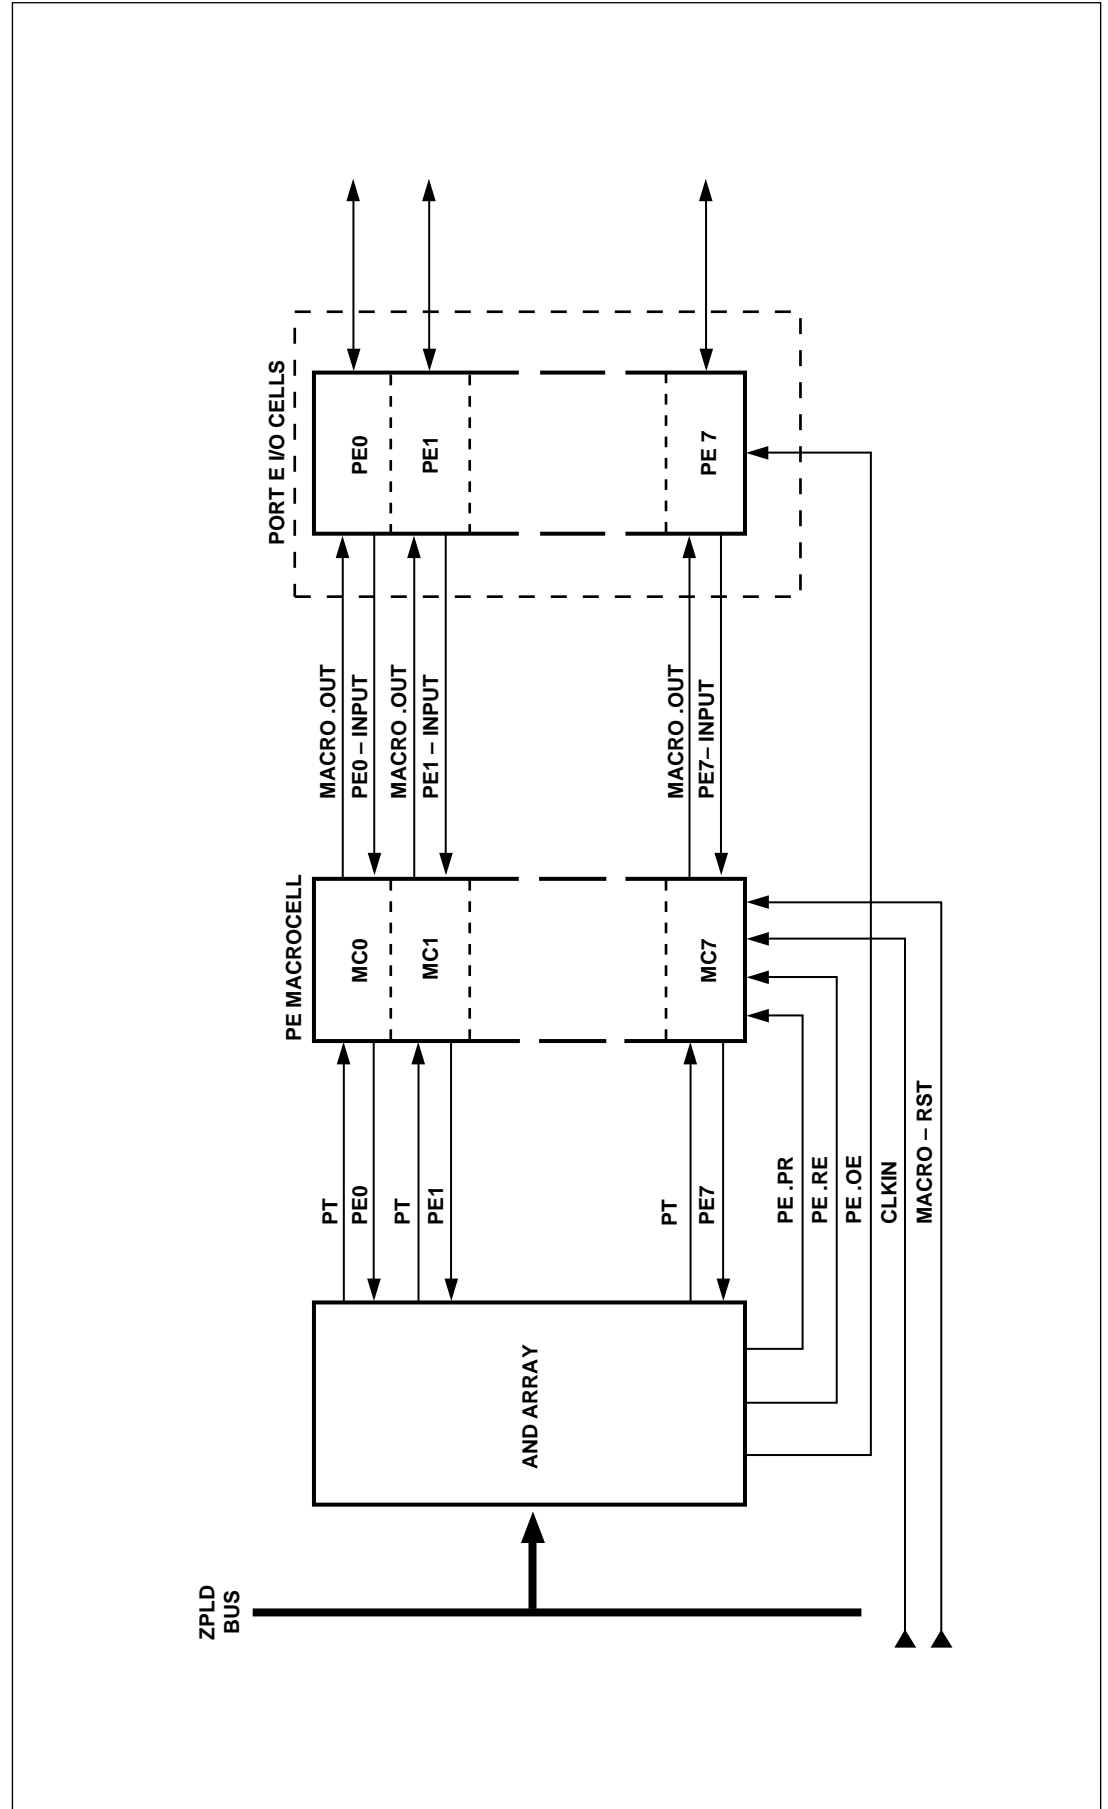 ZPLD
BUS
AND ARRAY
PT
PE0
PT
PE1
PT
PE7
PE .PR
PE .RE
PE .OE
CLKIN
MACRO – RST
PE MACROCELL
MC0
MC1
MC7
MACRO .OUT
PE0 – INPUT
MACRO .OUT
PE1 – INPUT
MACRO .OUT
PE7– INPUT
PORT E I/O CELLS
PE0
PE1
PE 7